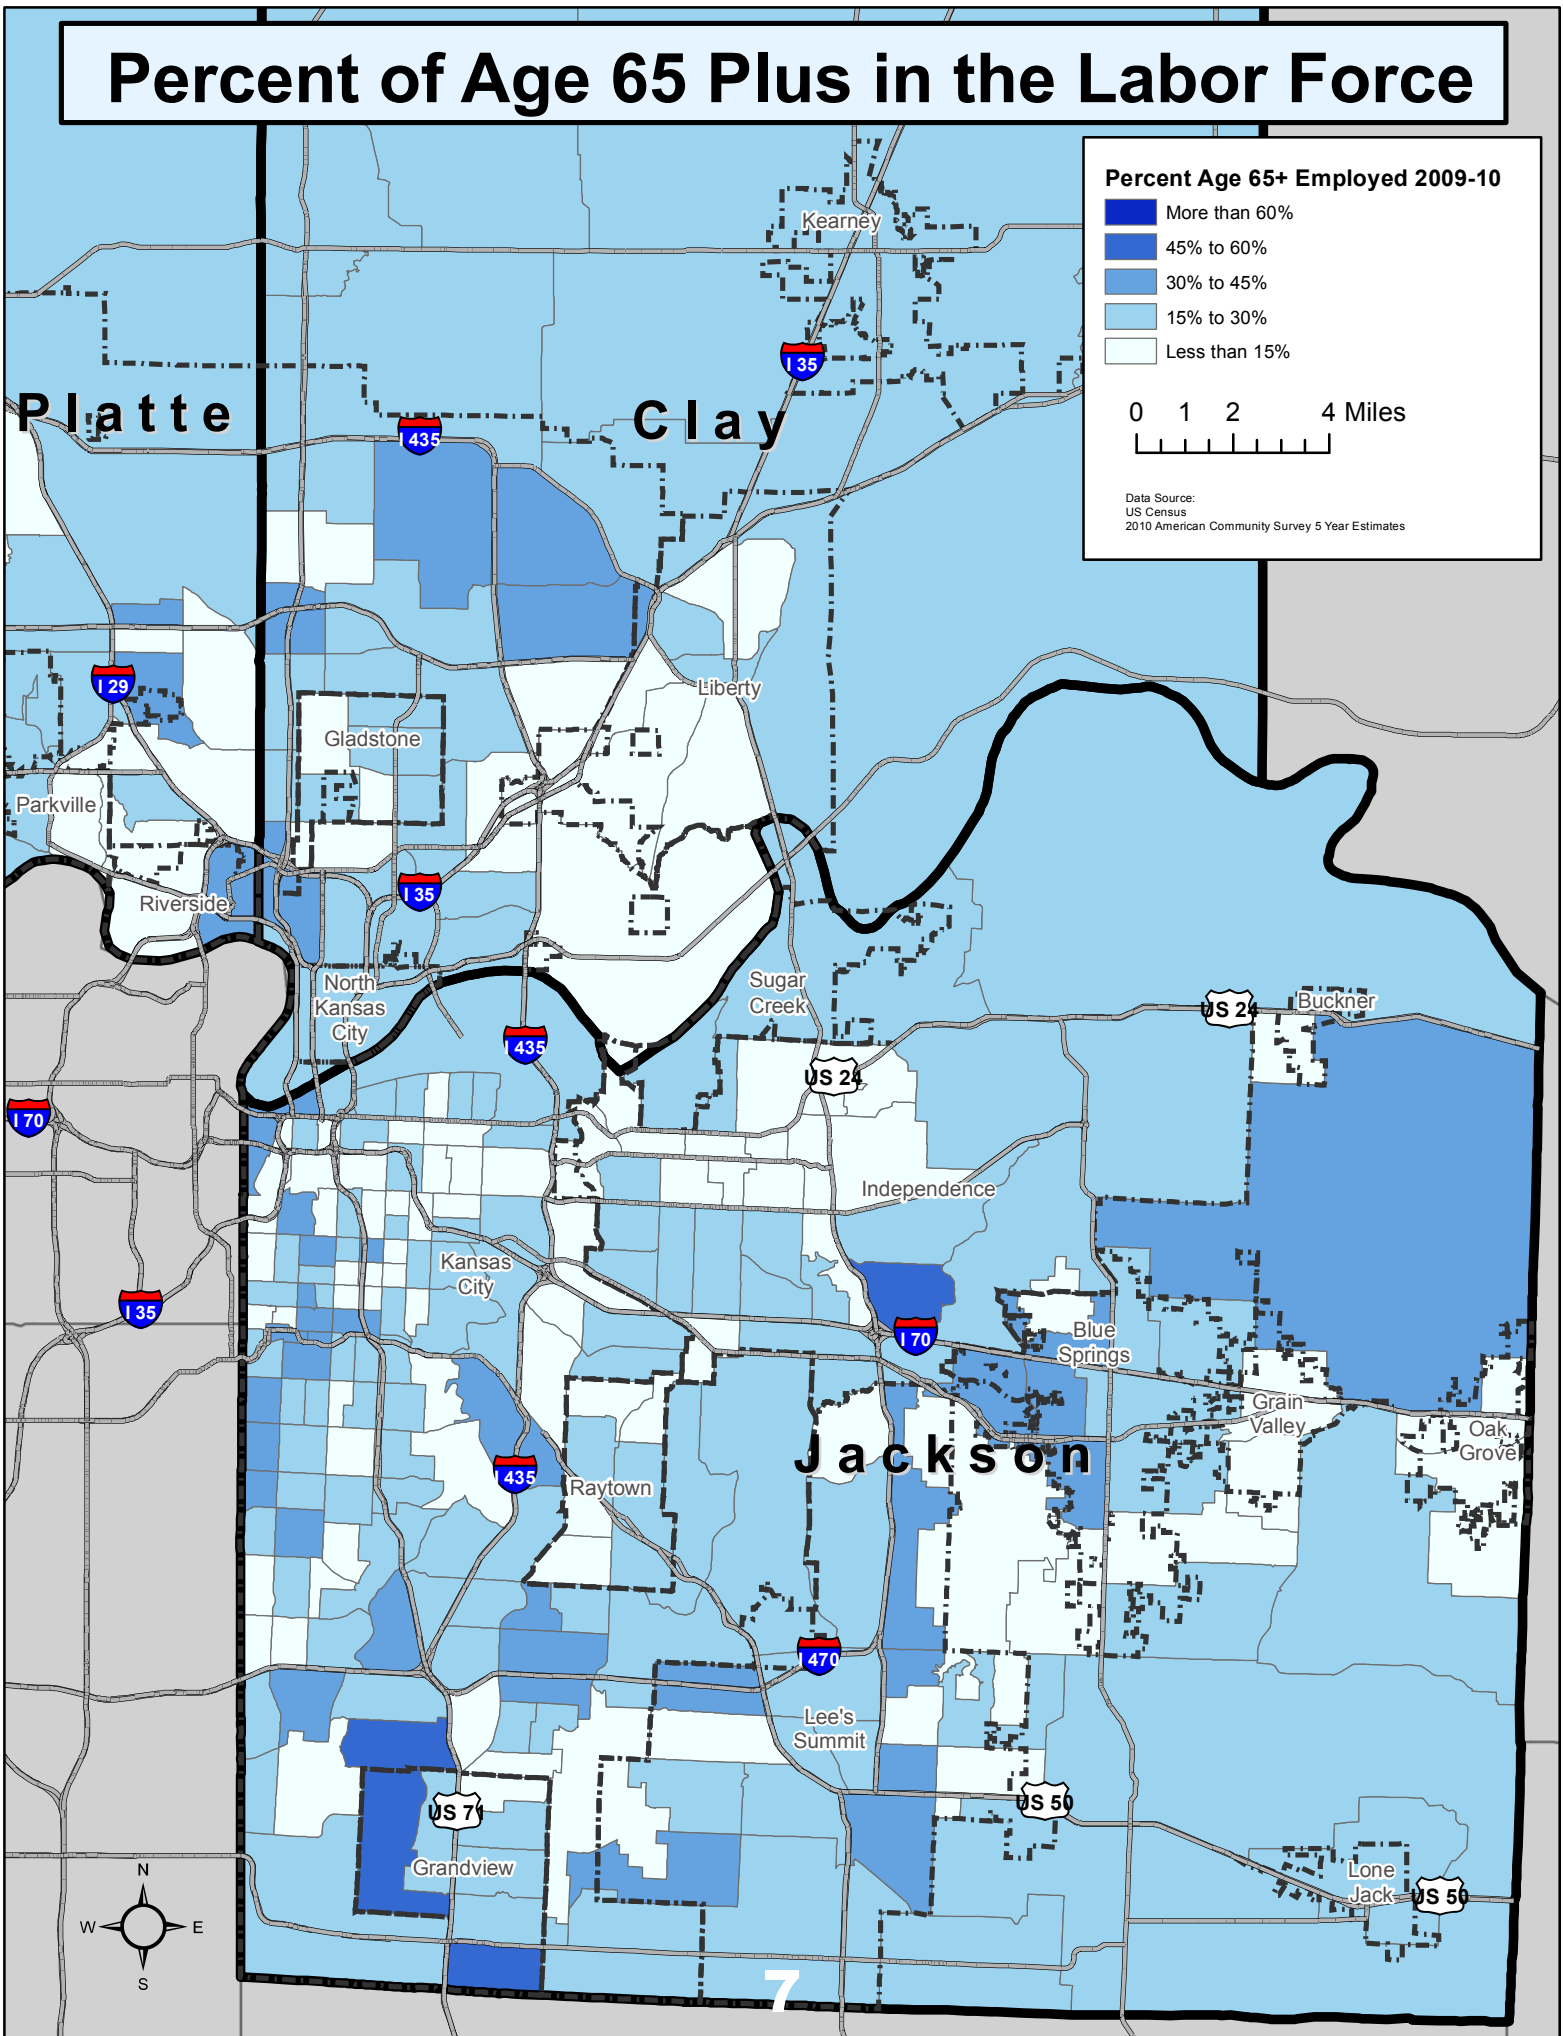 Percent of Age 65 Plus in the Labor Force
Percent Age 65+ Employed 2009-10
More than 60%
45% to 60%
30% to 45%
15% to 30%
Less than 15%
0 1 2 4 Miles
Data Source:
US Census
2010 American Community Survey 5 Year Estimates
Kearney
I 35
Platte
Clay
I 435
I 29
Liberty
Gladstone
Parkville
I 35
Riverside
North
Kansas
City
Sugar
Creek
US 24
Buckner
I 435
US 24
I 70
Independence
Kansas
City
I 35
I 70
Blue
Springs
Grain
Valley
Oak
Grove
Jackson
I 435
Raytown
I 470
Lee's
Summit
US 71
US 50
Grandview
Lone
Jack
US 50
N
W E
S
7